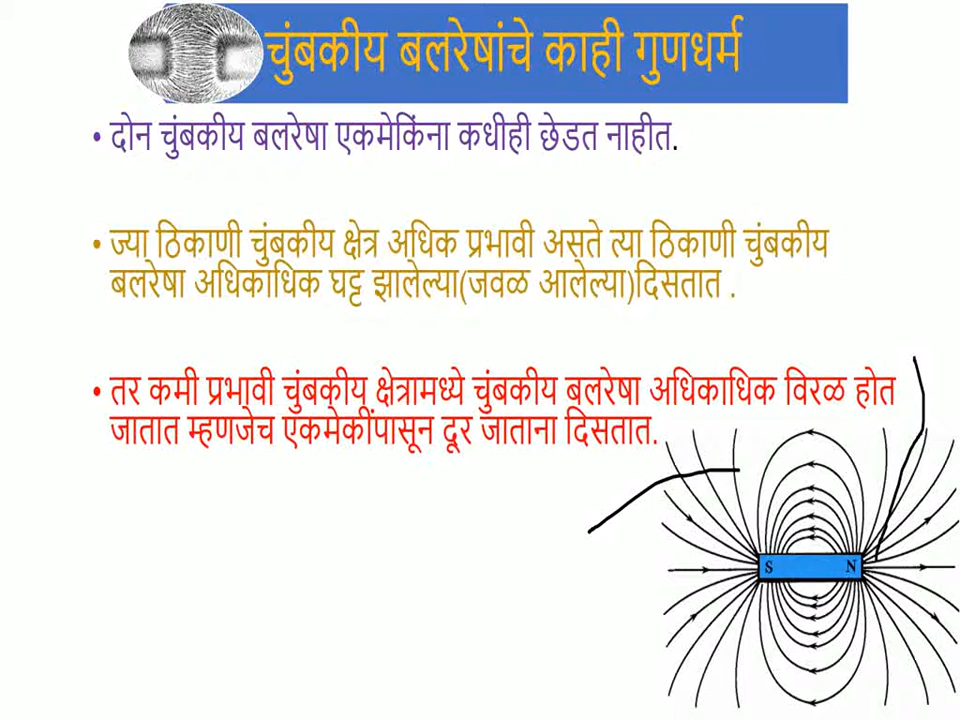 चुंबकीय बलरेषांचे काही गुणधर्म
• दोन चुंबकीय बलरेषा एकमेकिंना कधीही छेडत नाहीत.
• ज्या ठिकाणी चुंबकीय क्षेत्र अधिक प्रभावी असते त्या ठिकाणी चुंबकीय
बलरेषा अधिकाधिक घट्ट झालेल्या(जवळ आलेल्या)दिसतात .
• तर कमी प्रभावी चुंबकीय क्षेत्रामध्ये चुंबकीय बलरेषा अधिकाधिक विरळ होत
जातात म्हणजेच एकमेकींपासून दूर जाताना दिसतात.
S N